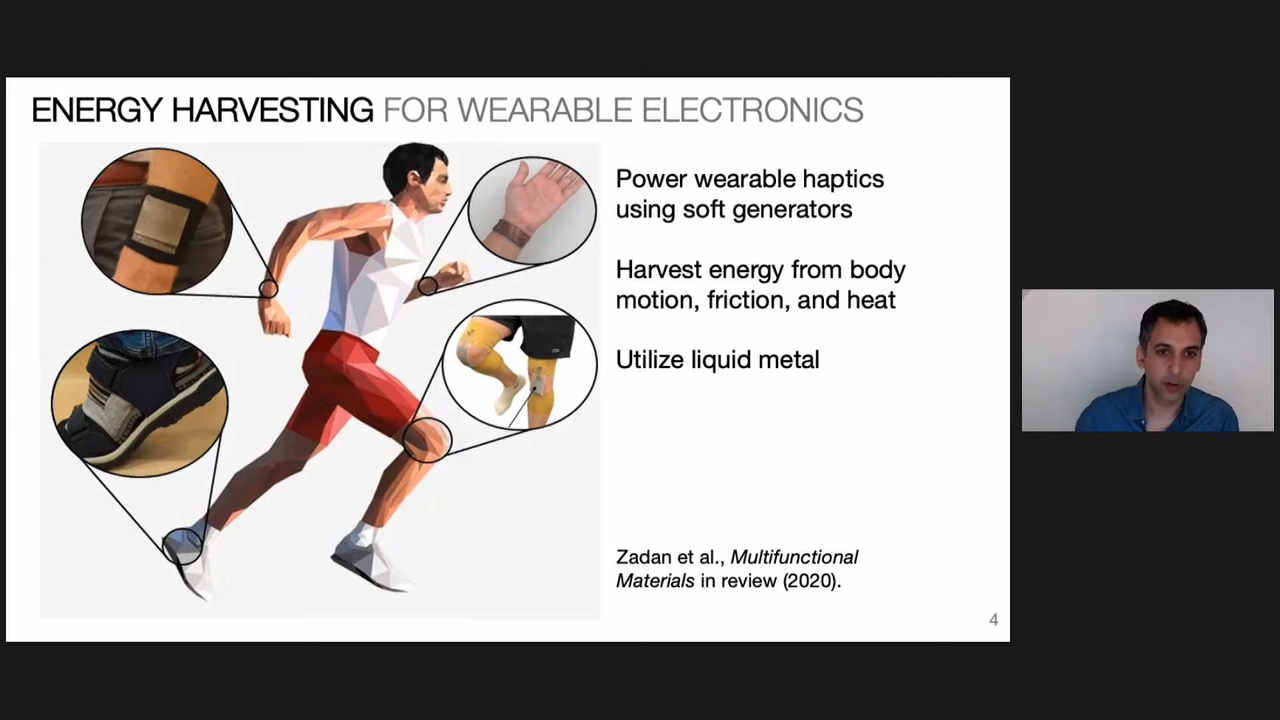 ENERGY HARVESTING FOR WEARABLE ELECTRONICS
Power wearable haptics
using soft generators
Harvest energy from body
motion, friction, and heat
Utilize liquid metal
Zadan et al., Multifunctional
Materials in review (2020).
4